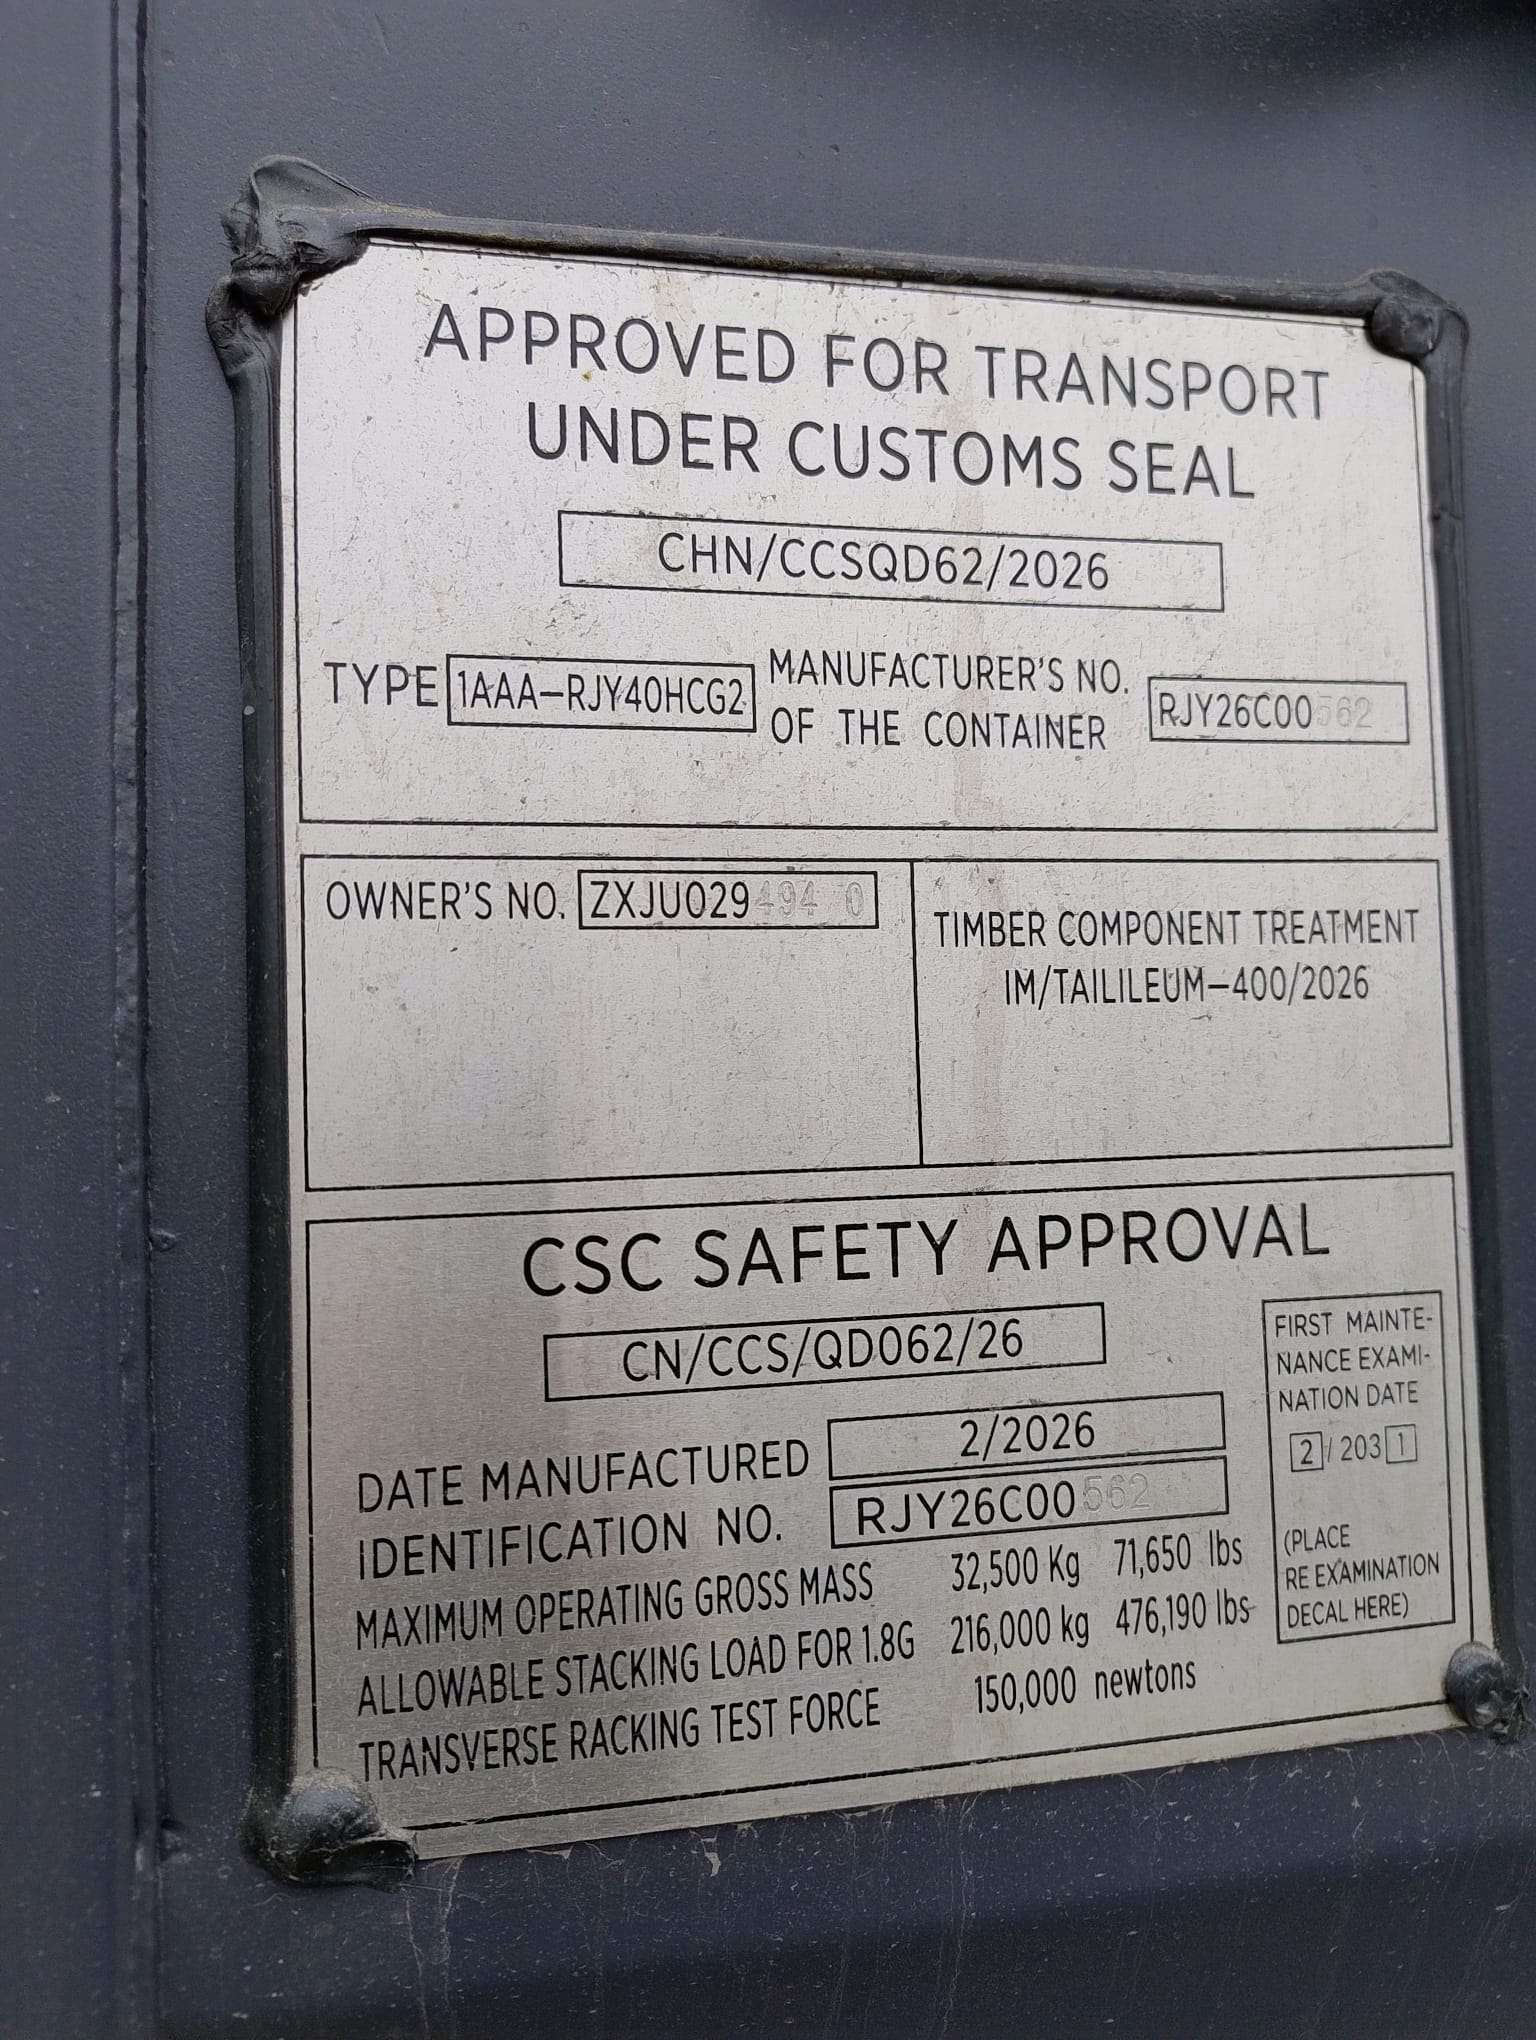 APPROVED FOR TRANSPORT
UNDER CUSTOMS SEAL
CHN/CCSQD62/2026
TYPE 1AAA-RJY40HCG2 MANUFACTURER'S NO. OF THE CONTAINER RJY26C00562
OWNER'S NO. ZXJU029494 0
TIMBER COMPONENT TREATMENT
IM/TAILILEUM-400/2026
CSC SAFETY APPROVAL
CN/CCS/QD062/26
DATE MANUFACTURED 2/2026
IDENTIFICATION NO. RJY26C00562
MAXIMUM OPERATING GROSS MASS 32,500 Kg 71,650 lbs
ALLOWABLE STACKING LOAD FOR 1.8G 216,000 kg 476,190 lbs
TRANSVERSE RACKING TEST FORCE 150,000 newtons
FIRST MAINTE-
NANCE EXAMI-
NATION DATE
2 / 2031
(PLACE
RE EXAMINATION
DECAL HERE)